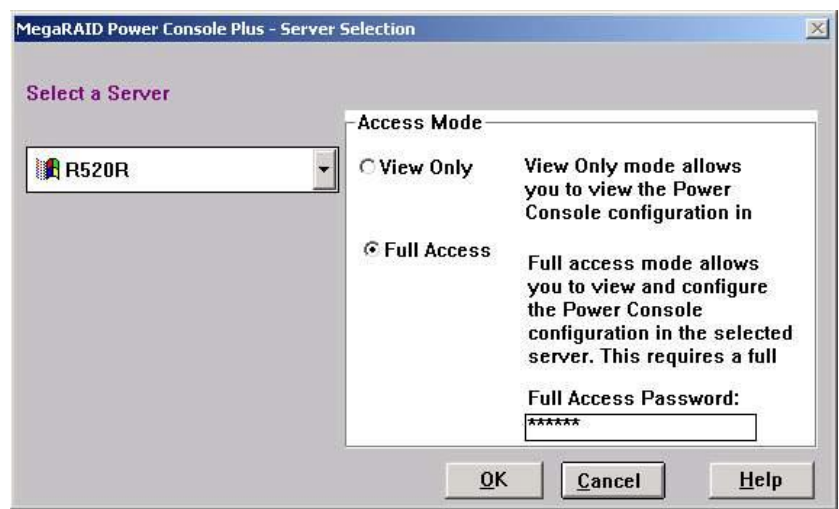 MegaRAID Power Console Plus - Server Selection
Select a Server
R520R
Access Mode
View Only
View Only mode allows
you to view the Power
Console configuration in
Full Access
Full access mode allows
you to view and configure
the Power Console
configuration in the selected
server. This requires a full
Full Access Password:
******
OK
Cancel
Help